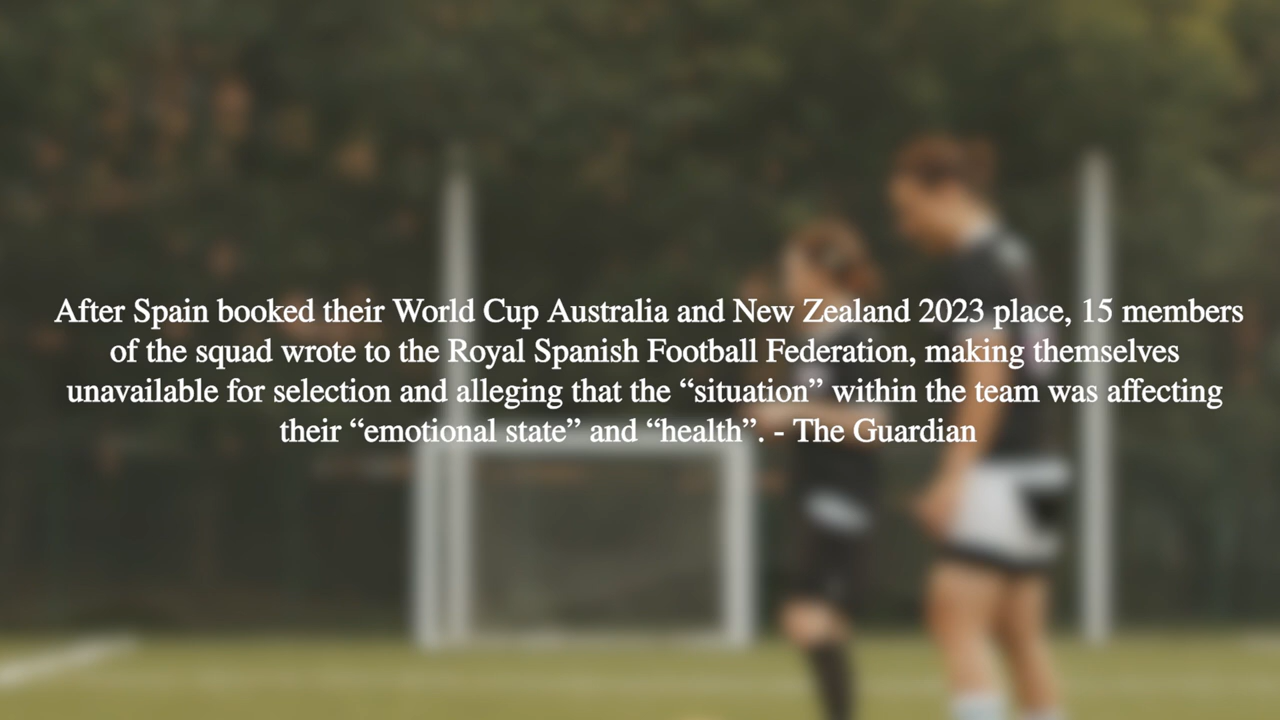 After Spain booked their World Cup Australia and New Zealand 2023 place, 15 members
of the squad wrote to the Royal Spanish Football Federation, making themselves
unavailable for selection and alleging that the “situation” within the team was affecting
their “emotional state” and “health”. - The Guardian